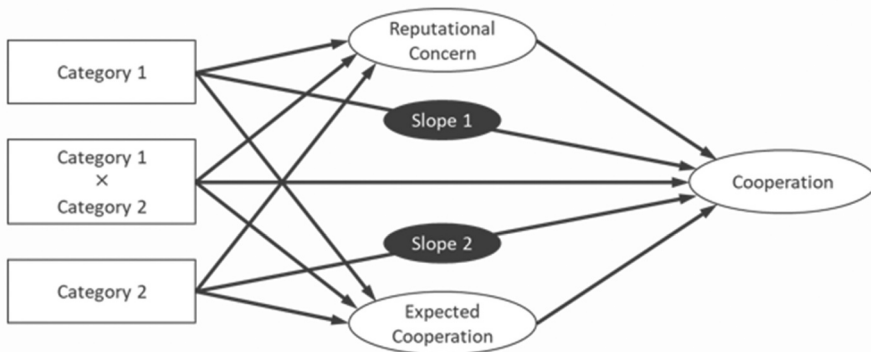 Category 1
Category 1
×
Category 2
Category 2
Reputational
Concern
Slope 1
Slope 2
Expected
Cooperation
Cooperation